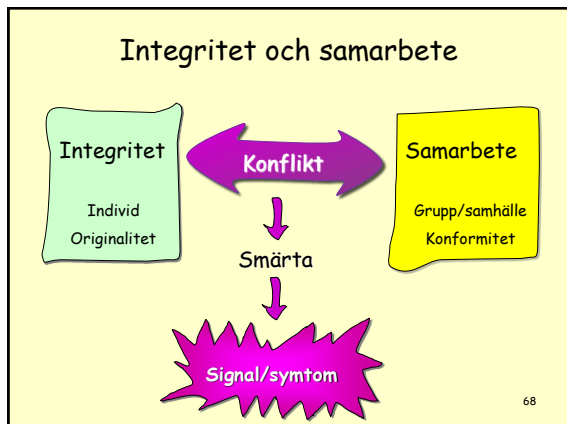 Integritet och samarbete
Integritet
Individ
Originalitet
Konflikt
Samarbete
Grupp/samhälle
Konformitet
Smärta
Signal/symtom
68